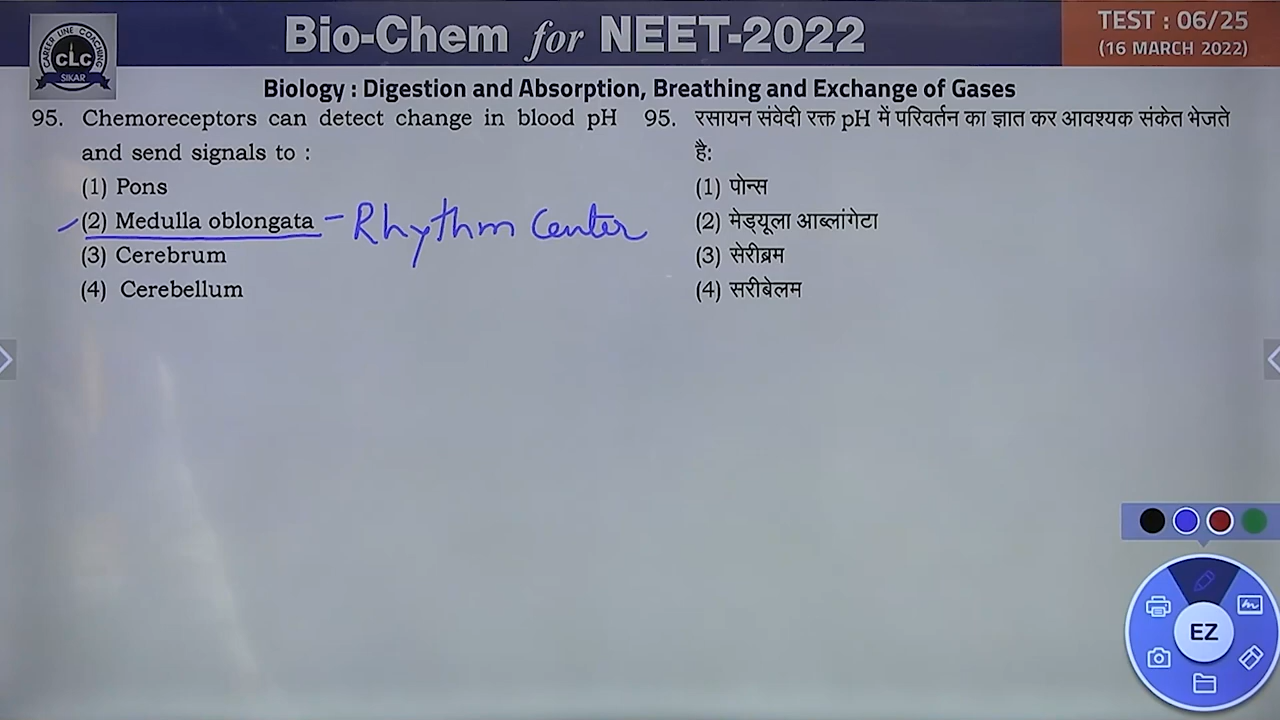 Bio-Chem for NEET-2022
TEST : 06/25
(16 MARCH 2022)
CAREER LINE COACHING
CLC
SIKAR
Biology : Digestion and Absorption, Breathing and Exchange of Gases
95. Chemoreceptors can detect change in blood pH
and send signals to :
(1) Pons
(2) Medulla oblongata – Rhythm Center
(3) Cerebrum
(4) Cerebellum
95. रसायन संवेदी रक्त pH में परिवर्तन का ज्ञात कर आवश्यक संकेत भेजते
है:
(1) पोन्स
(2) मेड्यूला आब्लांगेटा
(3) सेरीब्रम
(4) सरीबेलम
EZ